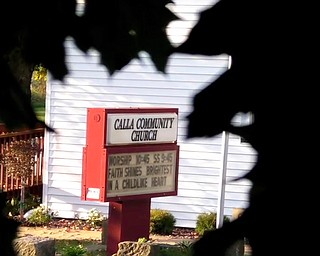 CALLA COMMUNITY
CHURCH
WORSHIP 10:45 SS 9:45
FAITH SHINES BRIGHTEST
IN A CHILDLIKE HEART